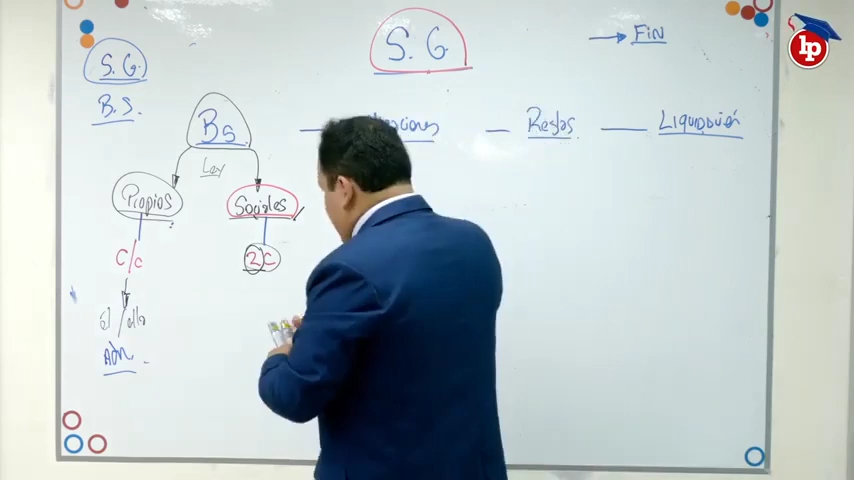 S. G.
→ FiN
lp
S. G.
B. S.
Bs.
Ley
Reglas
Liquidación
Propios
Sociales
C/c
2C
él / ella
Adm.